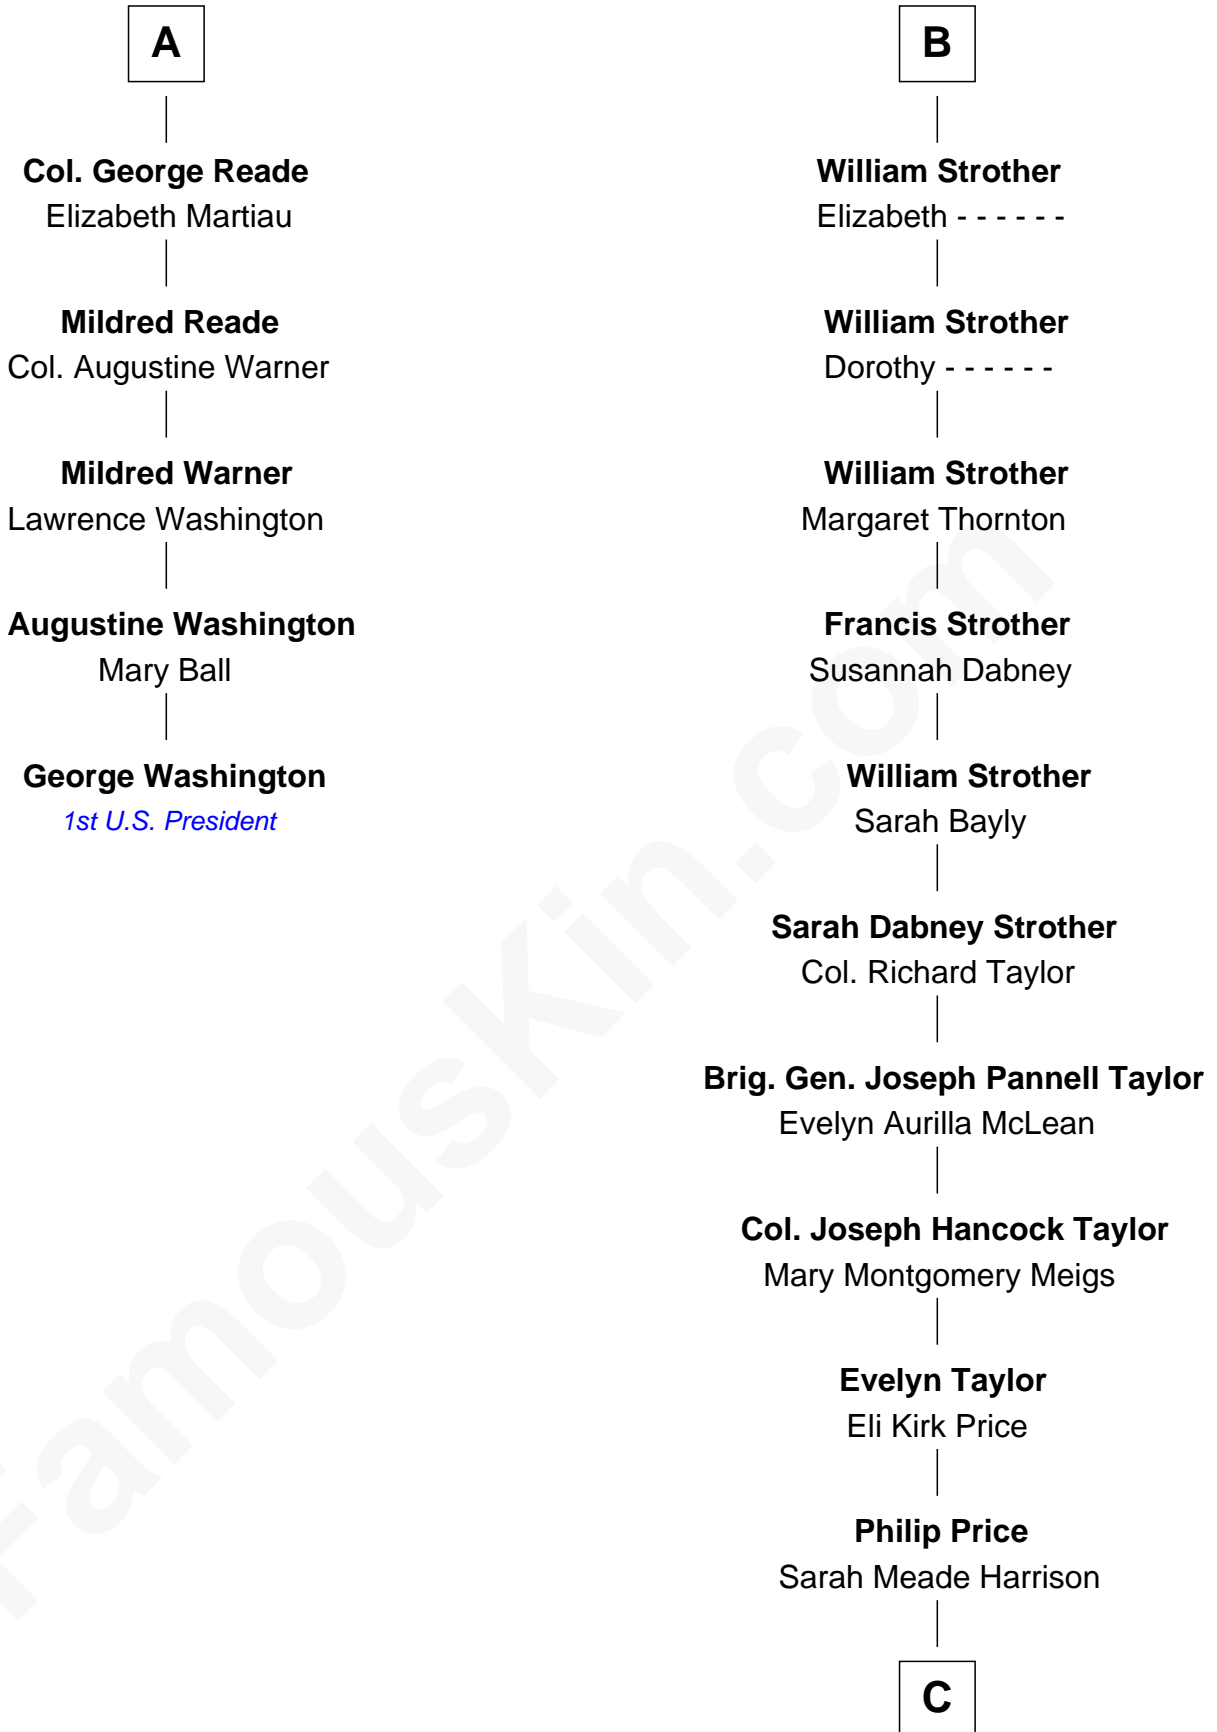 A
Col. George Reade
Elizabeth Martiau
Mildred Reade
Col. Augustine Warner
Mildred Warner
Lawrence Washington
Augustine Washington
Mary Ball
George Washington
1st U.S. President
B
William Strother
Elizabeth - - - - - -
William Strother
Dorothy - - - - - -
William Strother
Margaret Thornton
Francis Strother
Susannah Dabney
William Strother
Sarah Bayly
Sarah Dabney Strother
Col. Richard Taylor
Brig. Gen. Joseph Pannell Taylor
Evelyn Aurilla McLean
Col. Joseph Hancock Taylor
Mary Montgomery Meigs
Evelyn Taylor
Eli Kirk Price
Philip Price
Sarah Meade Harrison
C
FamousKin.com